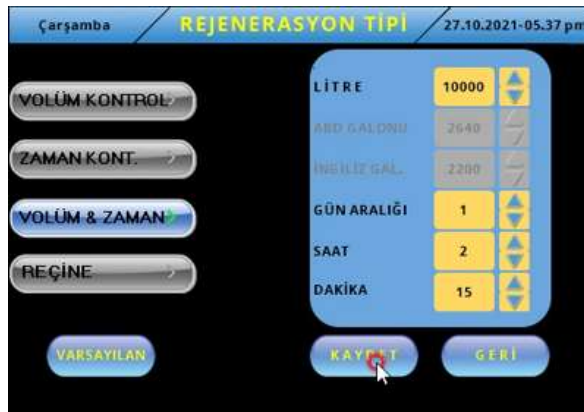 Çarşamba
REJENERASYON TİPİ
27.10.2021-05.37 pm
VOLÜM KONTROL
ZAMAN KONT.
VOLÜM & ZAMAN
REÇİNE
LİTRE 10000
ABD GALONU 2640
İNGİLİZ GAL. 2200
GÜN ARALIĞI 1
SAAT 2
DAKİKA 15
VARSAYILAN
KAYDET
GERİ